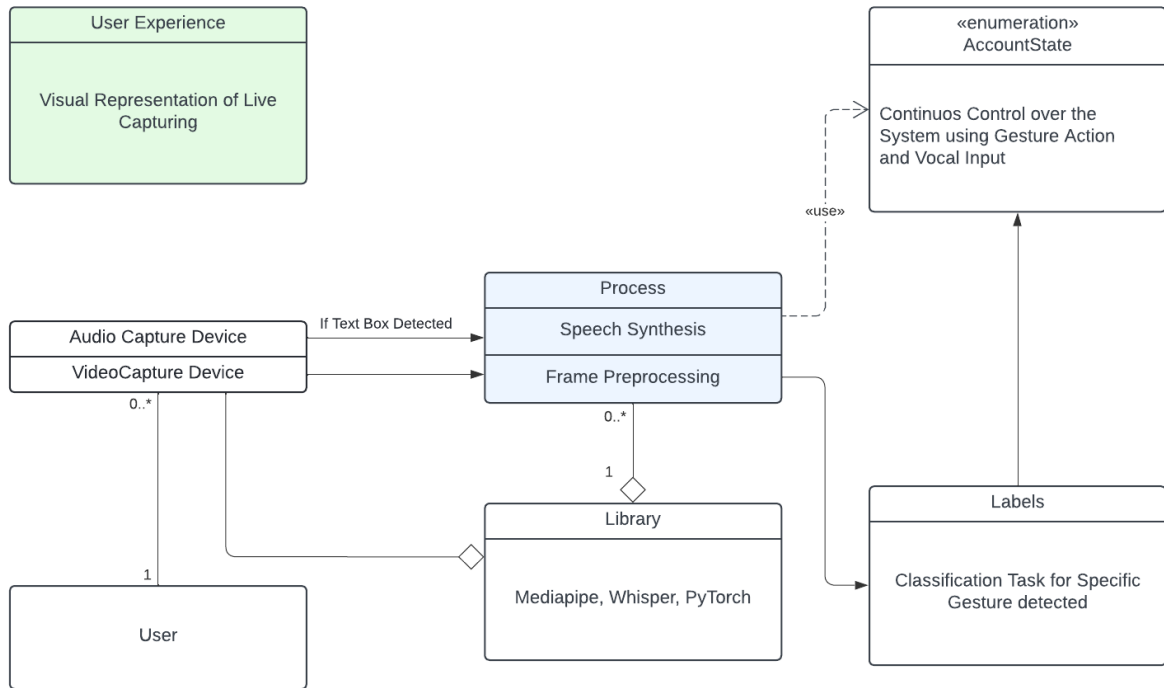 User Experience
Visual Representation of Live
Capturing
«enumeration»
AccountState
Continuos Control over the
System using Gesture Action
and Vocal Input
«use»
Process
Speech Synthesis
Frame Preprocessing
If Text Box Detected
Audio Capture Device
VideoCapture Device
0..*
0..*
1
1
Library
Mediapipe, Whisper, PyTorch
Labels
Classification Task for Specific
Gesture detected
User